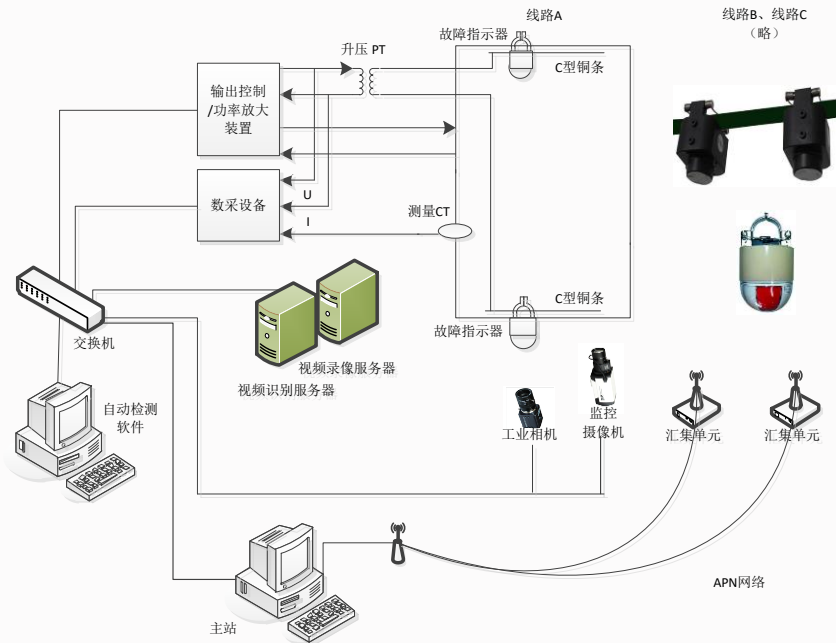 线路A
线路B、线路C
（略）
故障指示器
升压 PT
C型铜条
输出控制
/功率放大
装置
数采设备
U
I
测量CT
C型铜条
故障指示器
交换机
视频录像服务器
视频识别服务器
自动检测
软件
工业相机
监控
摄像机
汇集单元
汇集单元
APN网络
主站